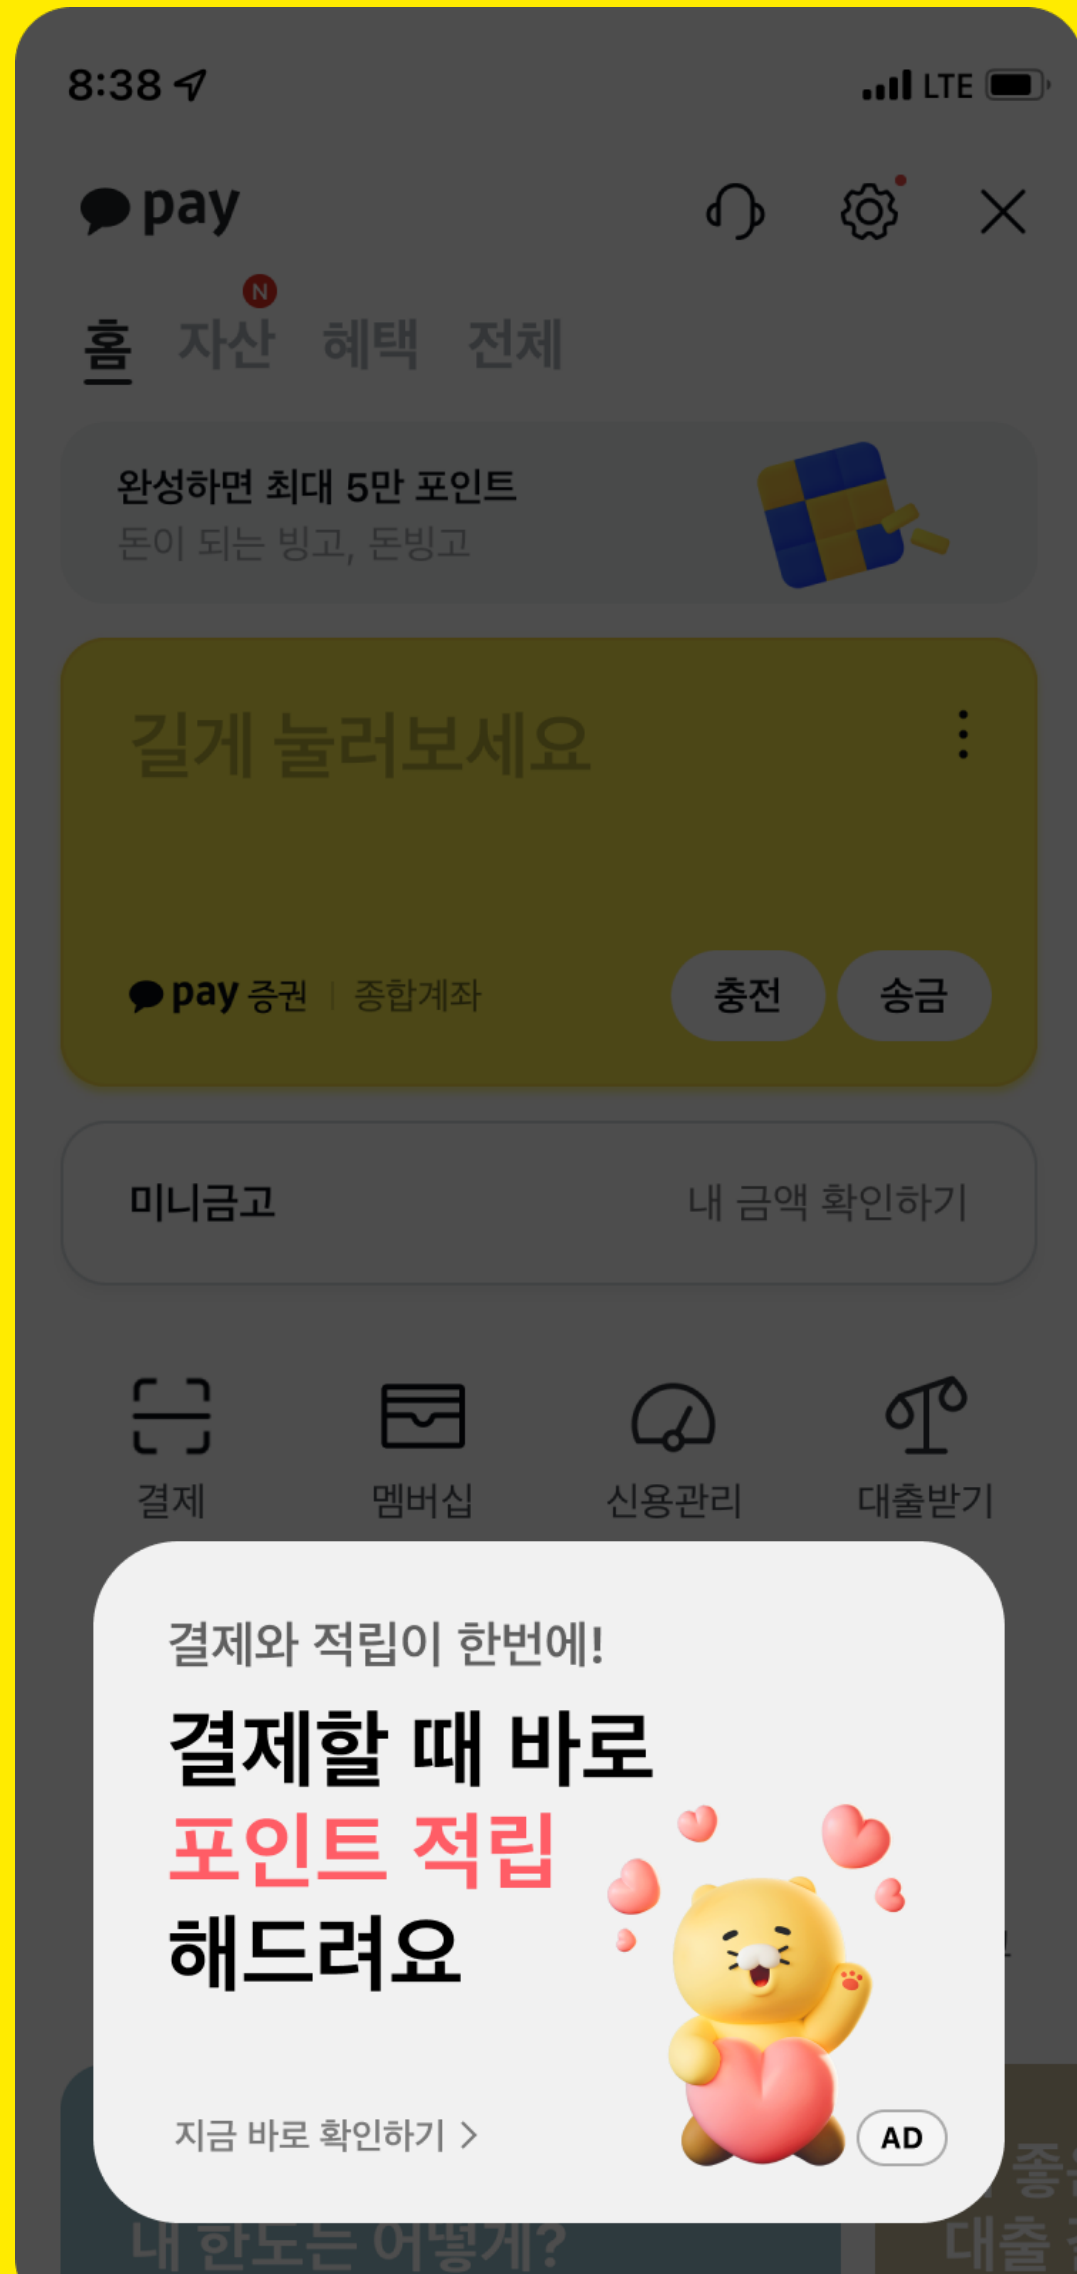 8:38
LTE
pay
N
홈 자산 혜택 전체
완성하면 최대 5만 포인트
돈이 되는 빙고, 돈빙고
길게 눌러보세요
pay 증권 | 종합계좌
충전 송금
미니금고
내 금액 확인하기
결제 멤버십 신용관리 대출받기
결제와 적립이 한번에!
결제할 때 바로
포인트 적립
해드려요
지금 바로 확인하기 >
AD
내 한도는 어떻게?
대출